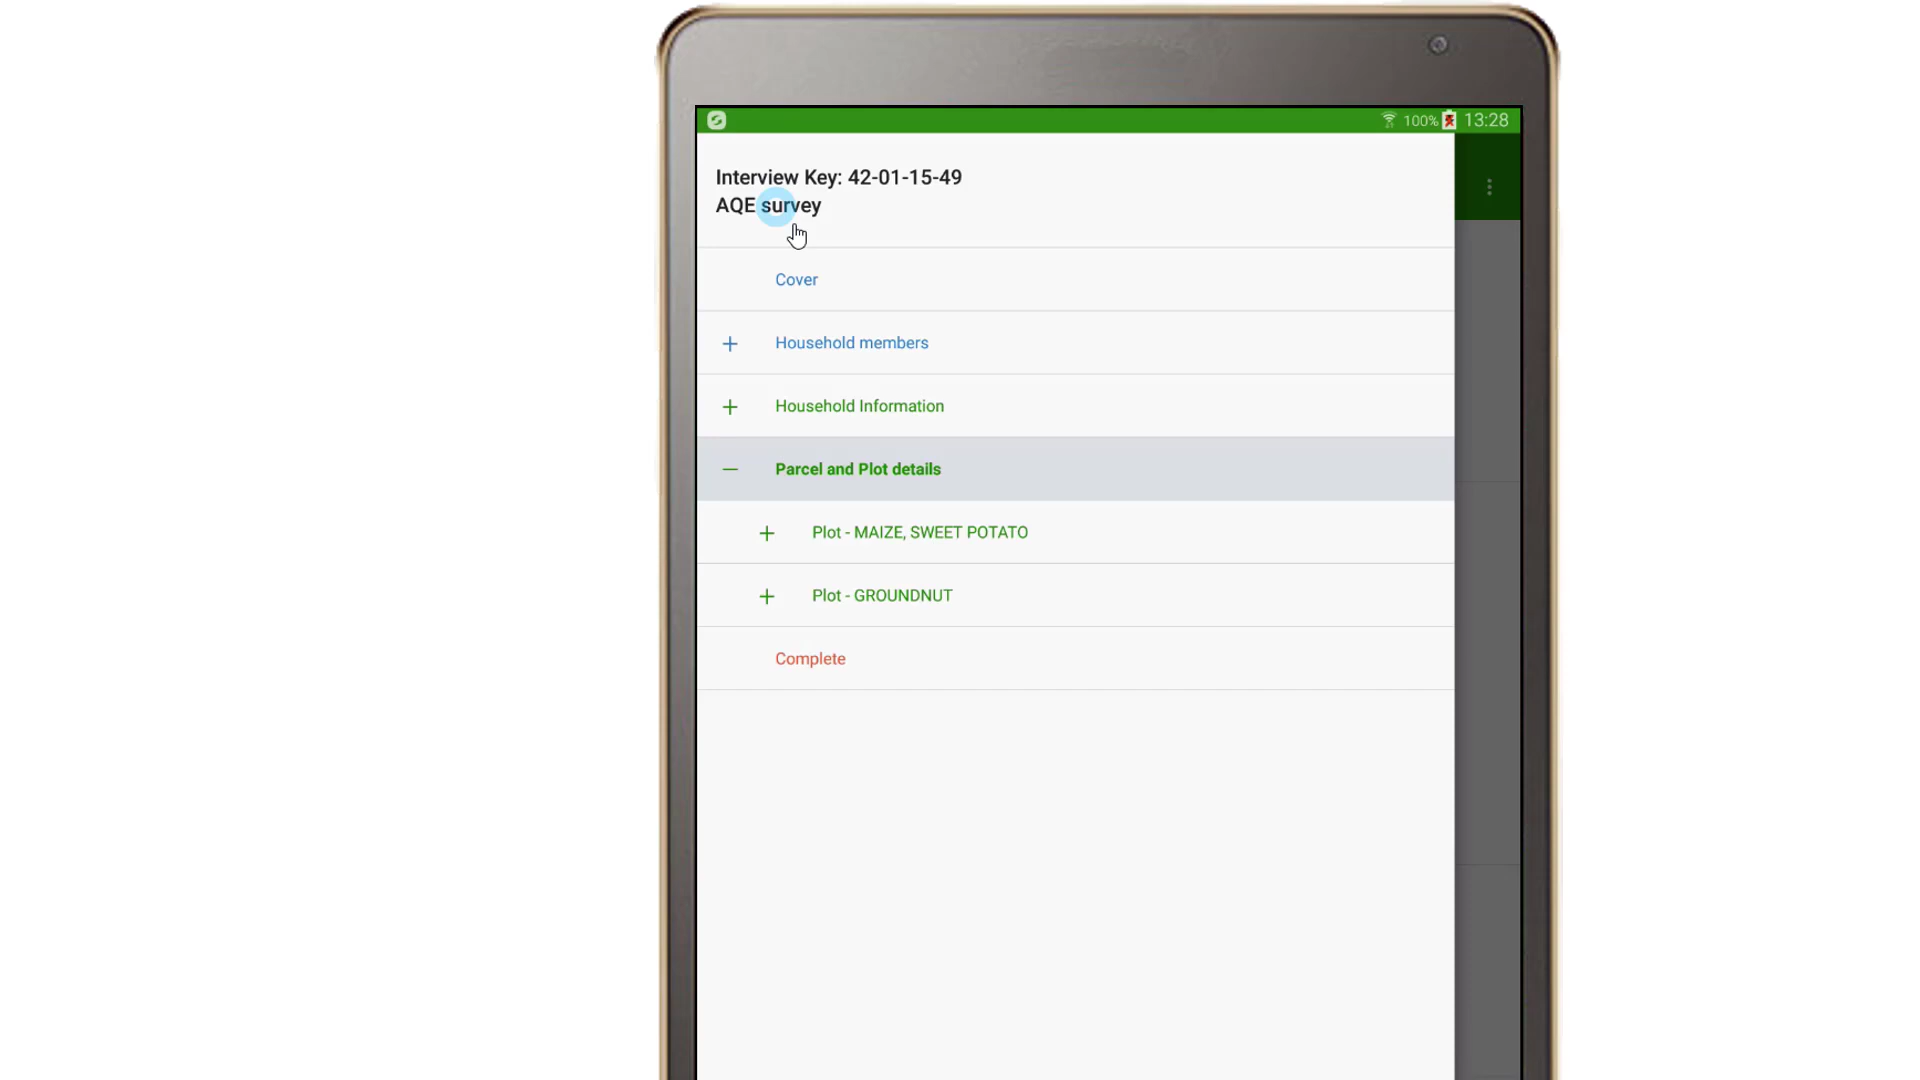 100% 13:28
Interview Key: 42-01-15-49
AQE survey
Cover
+ Household members
+ Household Information
— Parcel and Plot details
+ Plot - MAIZE, SWEET POTATO
+ Plot - GROUNDNUT
Complete